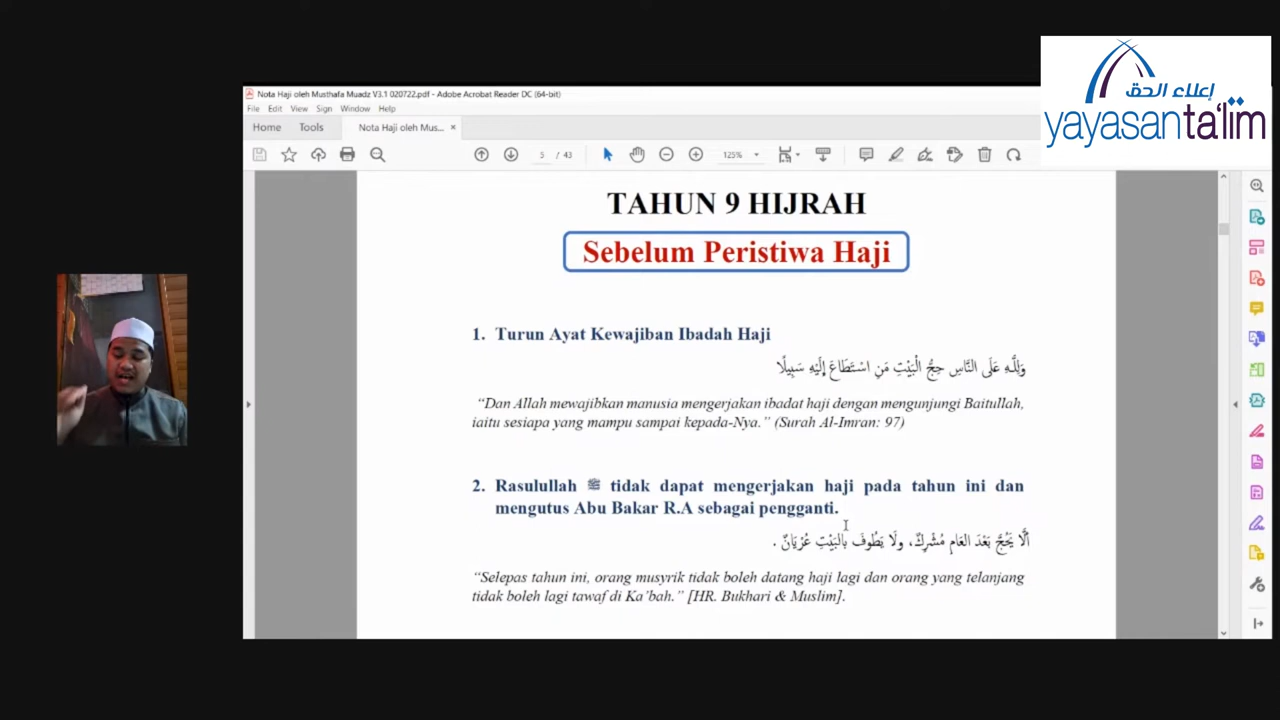 إعلاء الحق
yayasanta'lim
Nota Haji oleh Musthafa Muadz V3.1 020722.pdf - Adobe Acrobat Reader DC (64-bit)
File Edit View Sign Window Help
Home Tools Nota Haji oleh Mus... ×
5 / 43 125%
TAHUN 9 HIJRAH
Sebelum Peristiwa Haji
1. Turun Ayat Kewajiban Ibadah Haji
وَلِلَّـهِ عَلَى النَّاسِ حِجُّ الْبَيْتِ مَنِ اسْتَطَاعَ إِلَيْهِ سَبِيلًا
“Dan Allah mewajibkan manusia mengerjakan ibadat haji dengan mengunjungi Baitullah,
iaitu sesiapa yang mampu sampai kepada-Nya.” (Surah Al-Imran: 97)
2. Rasulullah ﷺ tidak dapat mengerjakan haji pada tahun ini dan
mengutus Abu Bakar R.A sebagai pengganti.
أَلَّا يَحُجَّ بَعْدَ العَامِ مُشْرِكٌ، ولَا يَطُوفَ بالبَيْتِ عُرْيَانٌ .
“Selepas tahun ini, orang musyrik tidak boleh datang haji lagi dan orang yang telanjang
tidak boleh lagi tawaf di Ka’bah.” [HR. Bukhari & Muslim].